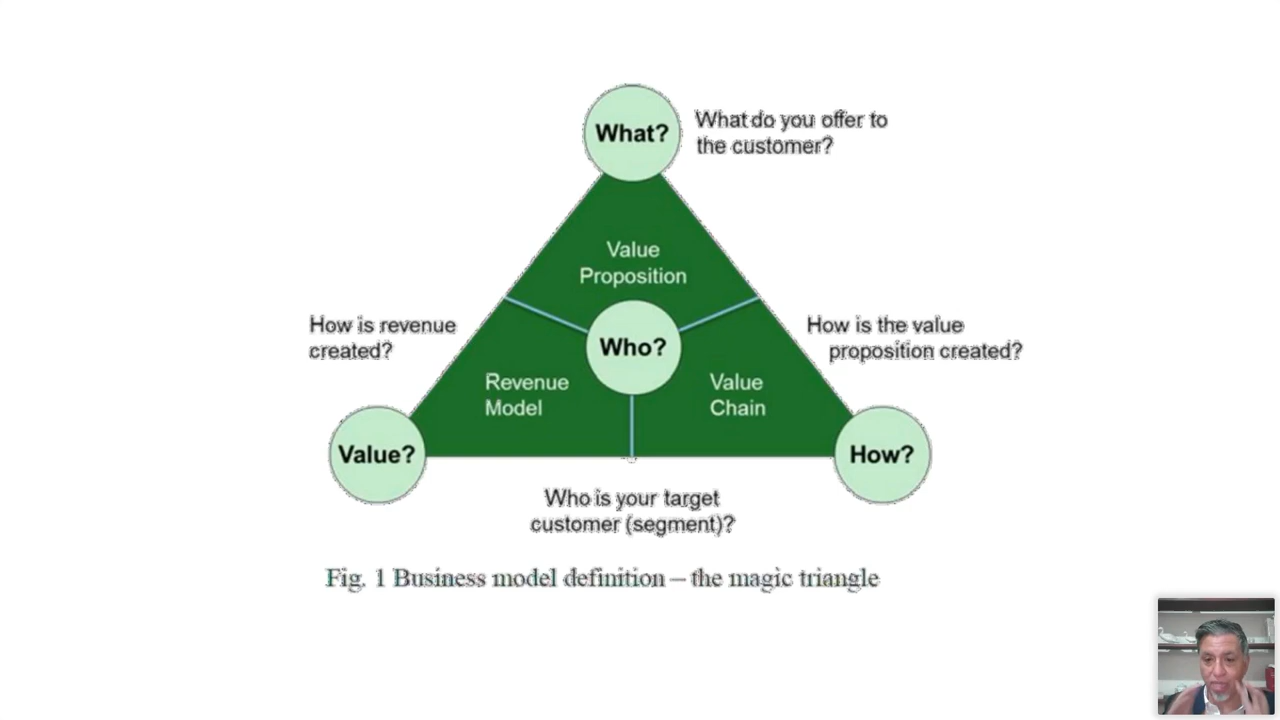 What?
What do you offer to
the customer?
Value
Proposition
How is revenue
created?
Who?
How is the value
proposition created?
Revenue
Model
Value
Chain
Value?
How?
Who is your target
customer (segment)?
Fig. 1 Business model definition – the magic triangle